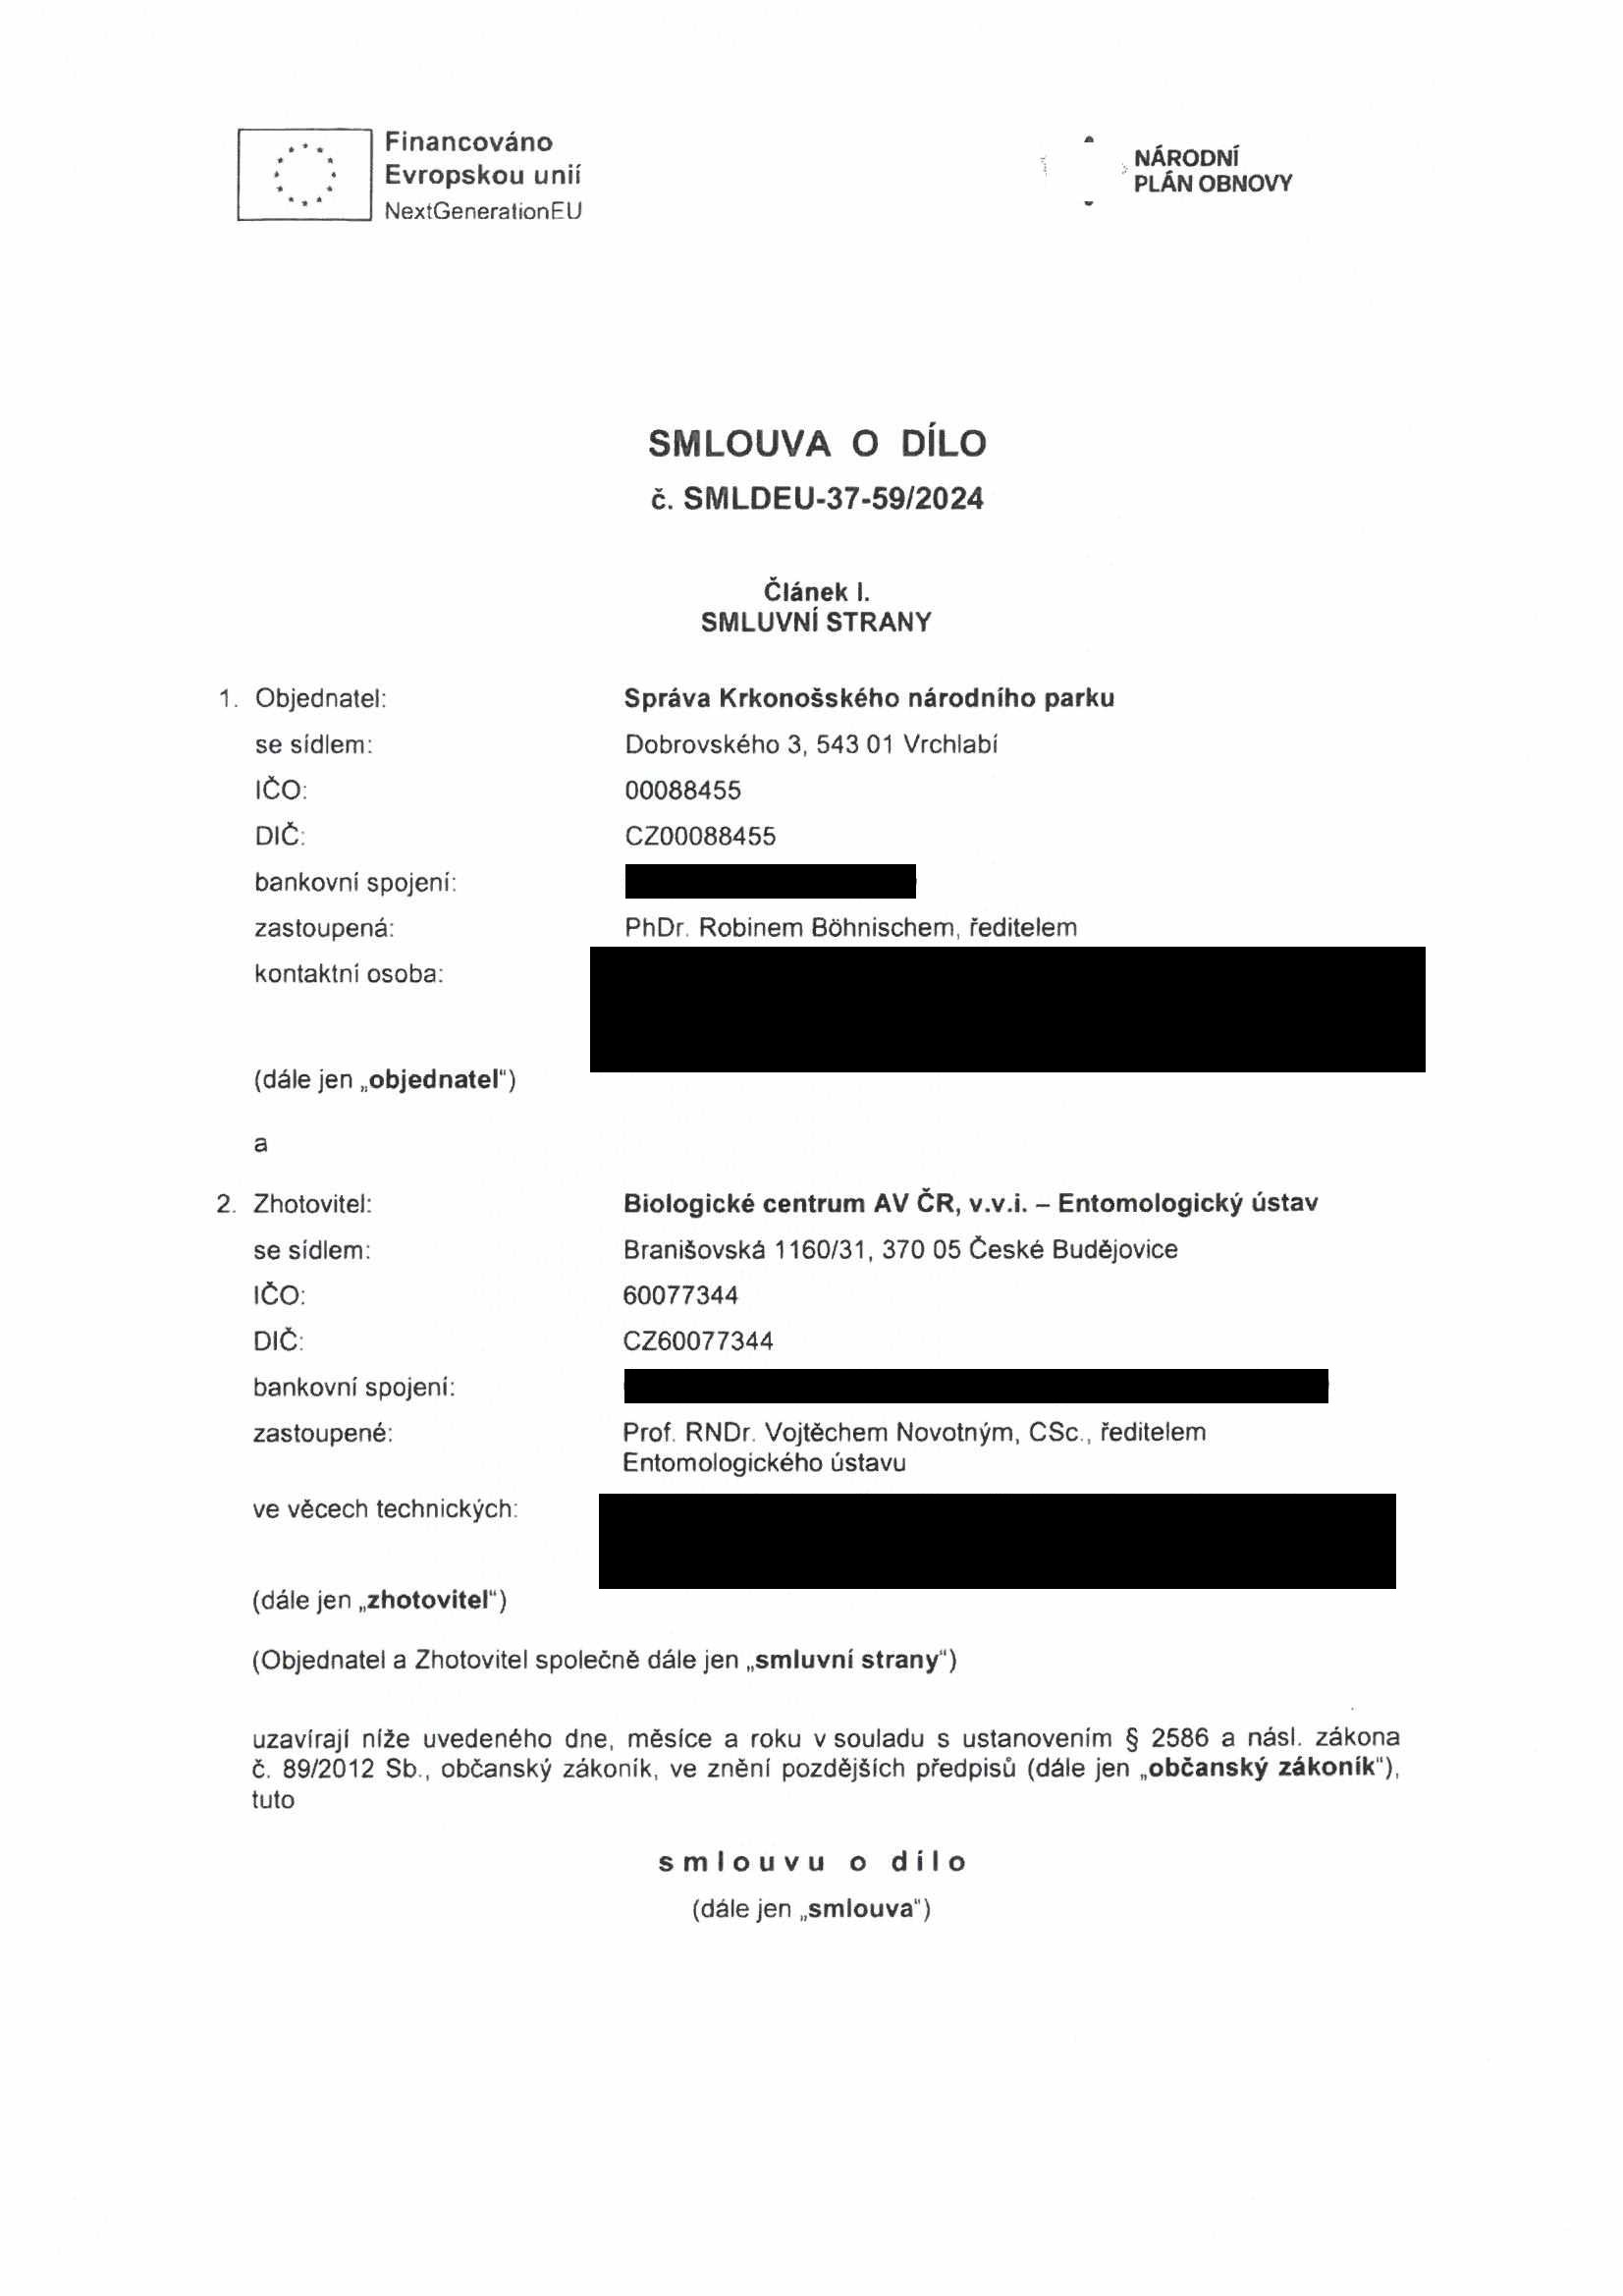 Financováno
Evropskou unií
NextGenerationEU
NÁRODNÍ
PLÁN OBNOVY
SMLOUVA O DÍLO
č. SMLDEU-37-59/2024
Článek I.
SMLUVNÍ STRANY
1. Objednatel: Správa Krkonošského národního parku
se sídlem: Dobrovského 3, 543 01 Vrchlabí
IČO: 00088455
DIČ: CZ00088455
bankovní spojení:
zastoupená: PhDr. Robinem Böhnischem, ředitelem
kontaktní osoba:
(dále jen „objednatel“)
a
2. Zhotovitel: Biologické centrum AV ČR, v.v.i. – Entomologický ústav
se sídlem: Branišovská 1160/31, 370 05 České Budějovice
IČO: 60077344
DIČ: CZ60077344
bankovní spojení:
zastoupené: Prof. RNDr. Vojtěchem Novotným, CSc., ředitelem
Entomologického ústavu
ve věcech technických:
(dále jen „zhotovitel“)
(Objednatel a Zhotovitel společně dále jen „smluvní strany“)
uzavírají níže uvedeného dne, měsíce a roku v souladu s ustanovením § 2586 a násl. zákona
č. 89/2012 Sb., občanský zákoník, ve znění pozdějších předpisů (dále jen „občanský zákoník“),
tuto
smlouvu o dílo
(dále jen „smlouva“)